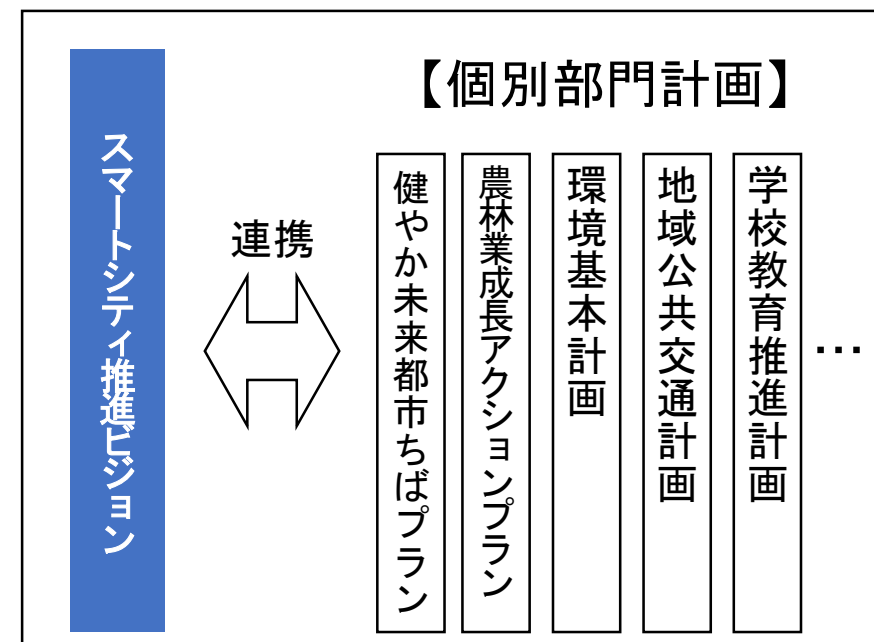 スマートシティ推進ビジョン
連携
【個別部門計画】
健やか未来都市ちばプラン
農林業成長アクションプラン
環境基本計画
地域公共交通計画
学校教育推進計画
…